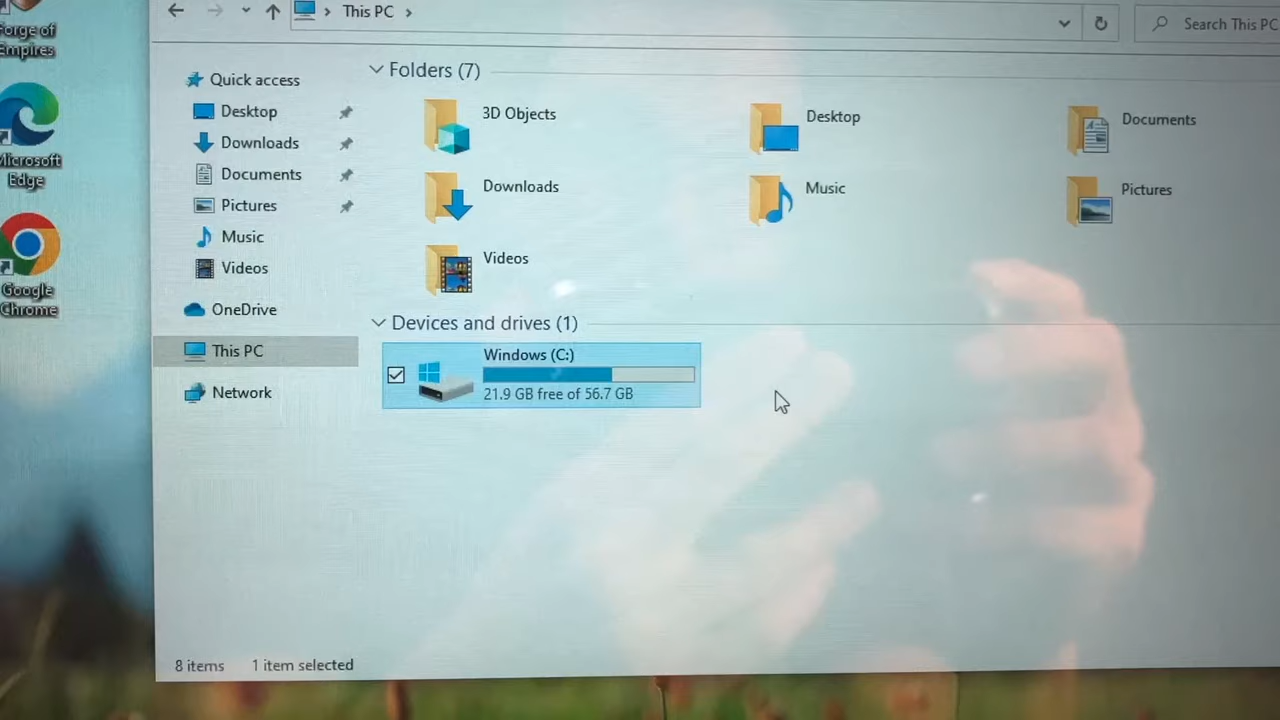 Forge of
Empires
Microsoft
Edge
Google
Chrome
This PC
Search This PC
Quick access
Desktop
Downloads
Documents
Pictures
Music
Videos
OneDrive
This PC
Network
Folders (7)
3D Objects
Desktop
Documents
Downloads
Music
Pictures
Videos
Devices and drives (1)
Windows (C:)
21.9 GB free of 56.7 GB
8 items 1 item selected